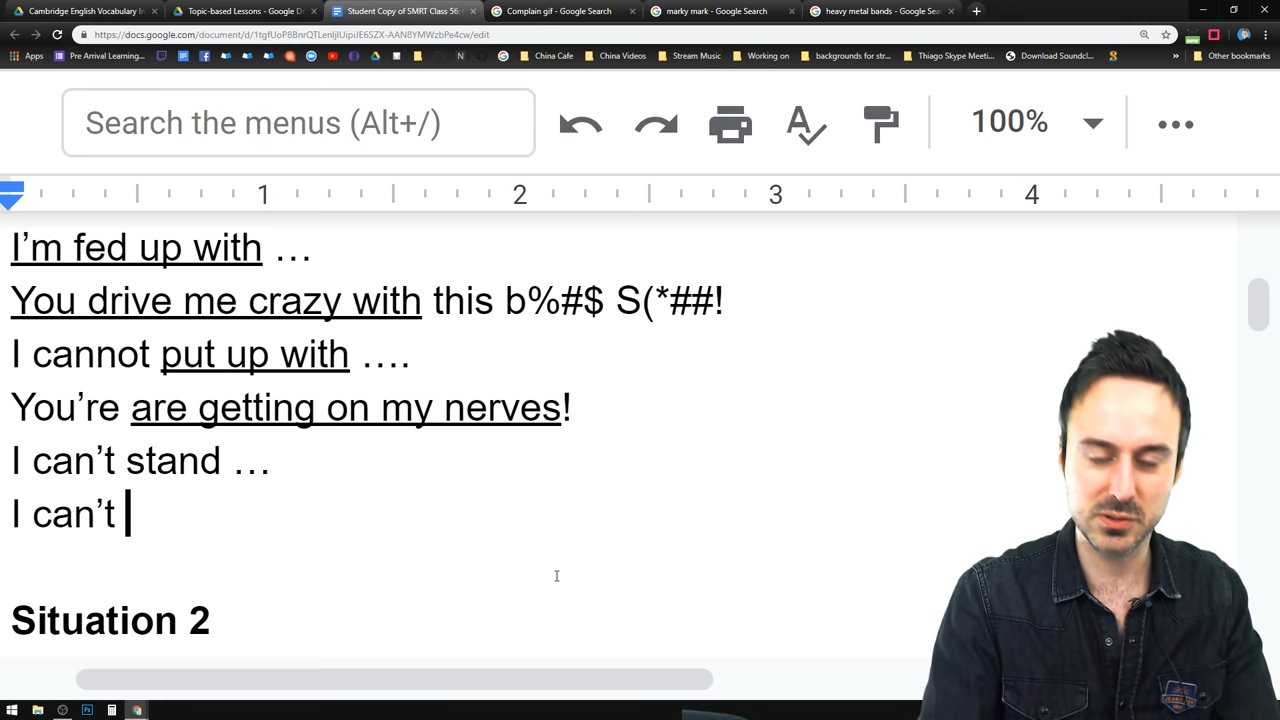 Cambridge English Vocabulary I
Topic-based Lessons - Google D
Student Copy of SMRT Class 56
Complain gif - Google Search
marky mark - Google Search
heavy metal bands - Google Sea
https://docs.google.com/document/d/1tgfUoP8BnrQTLenIjlUipiJE6SZX-AAN8YMWzbPe4cw/edit
Apps
Pre Arrival Learning...
China Cafe
China Videos
Stream Music
Working on
backgrounds for str...
Thiago Skype Meeti...
Download Soundcl...
Other bookmarks
Search the menus (Alt+/)
100%
1 2 3 4
I’m fed up with …
You drive me crazy with this b%#$ S(*##!
I cannot put up with ….
You’re are getting on my nerves!
I can’t stand …
I can’t
Situation 2